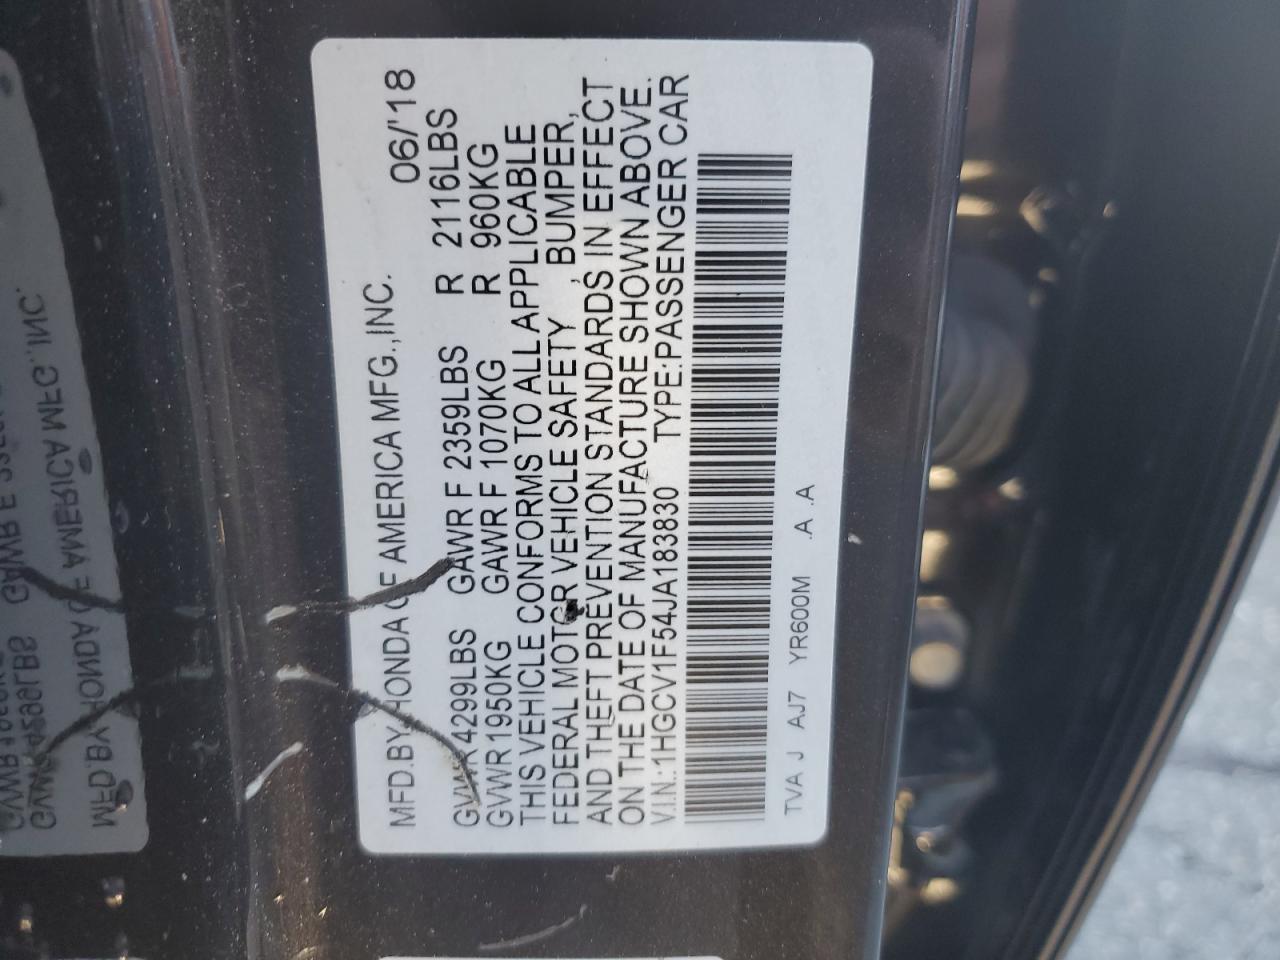 MFD.BY HONDA OF AMERICA MFG.,INC. 06/'18
GVWR 4299LBS GAWR F 2359LBS R 2116LBS
GVWR 1950KG GAWR F 1070KG R 960KG
THIS VEHICLE CONFORMS TO ALL APPLICABLE
FEDERAL MOTOR VEHICLE SAFETY , BUMPER,
AND THEFT PREVENTION STANDARDS IN EFFECT
ON THE DATE OF MANUFACTURE SHOWN ABOVE.
V.I.N.:1HGCV1F54JA183830 TYPE:PASSENGER CAR
TVA J AJ7 YR600M .A .A